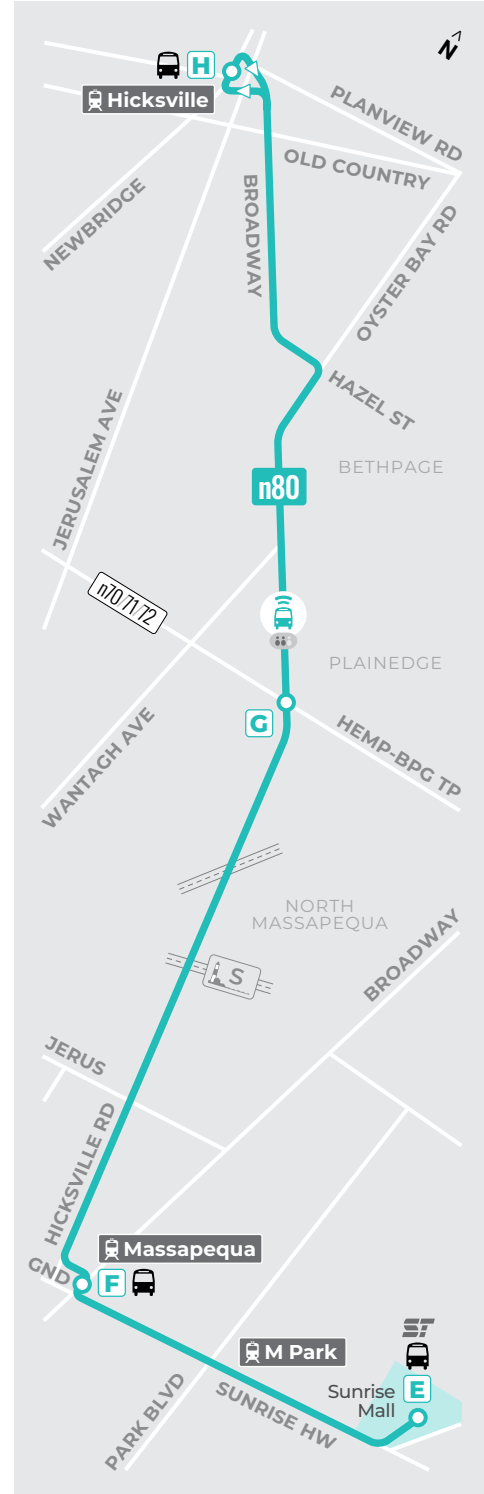 N
H
Hicksville
PLANVIEW RD
OLD COUNTRY
NEWBRIDGE
BROADWAY
OYSTER BAY RD
HAZEL ST
JERUSALEM AVE
BETHPAGE
n80
n70/71/72
PLAINEDGE
G
HEMP-BPG TP
WANTAGH AVE
NORTH
MASSAPEQUA
BROADWAY
S
JERUS
HICKSVILLE RD
Massapequa
GND
F
ST
M Park
E
Sunrise
Mall
PARK BLVD
SUNRISE HW